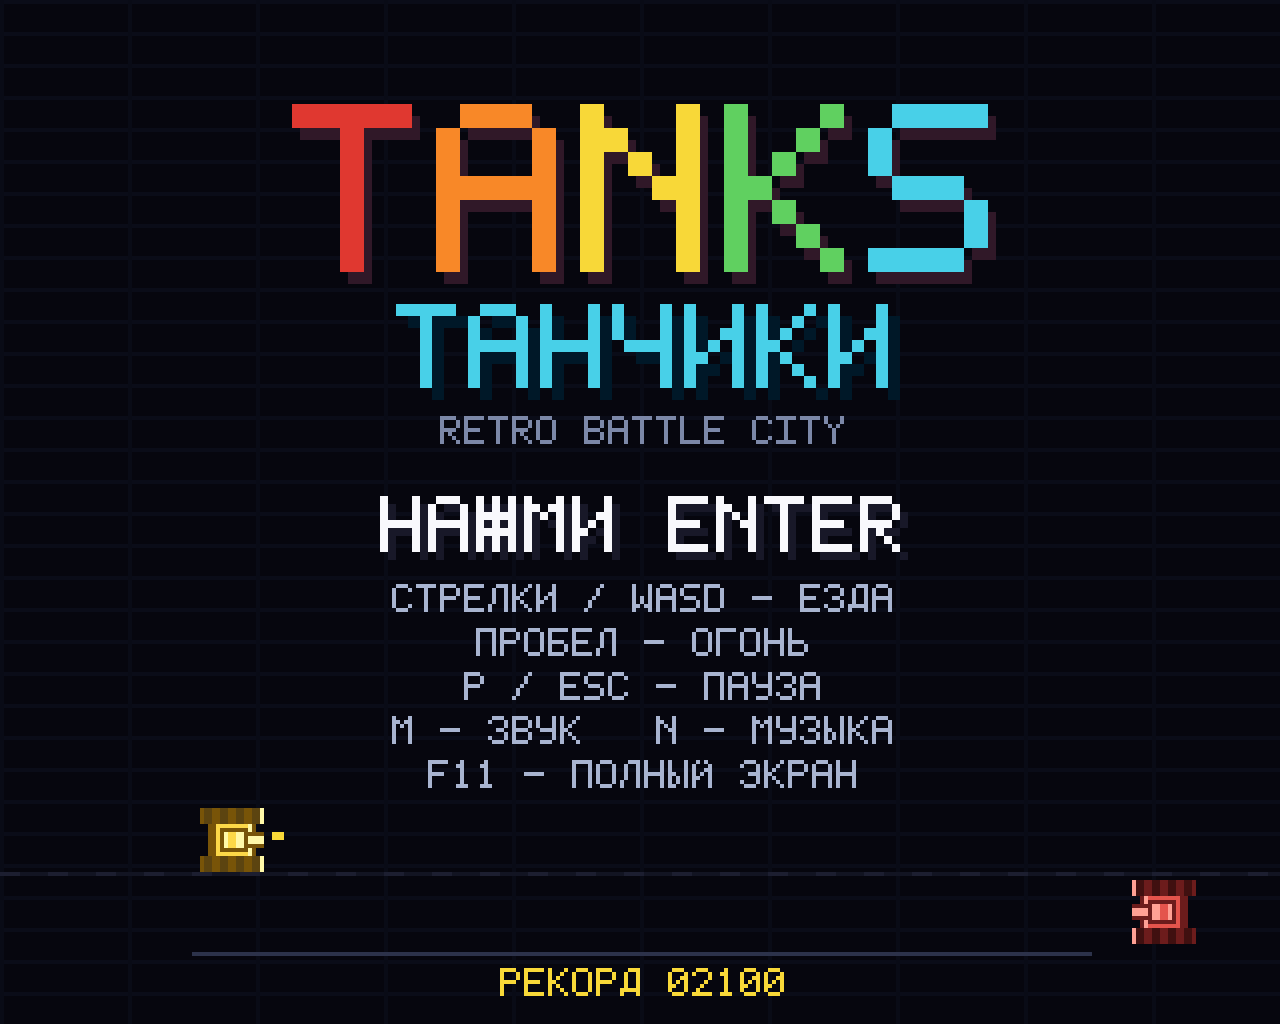 TANKS
ТАНЧИКИ
RETRO BATTLE CITY
НАЖМИ ENTER
СТРЕЛКИ / WASD – ЕЗДА
ПРОБЕЛ – ОГОНЬ
P / ESC – ПАУЗА
M – ЗВУК N – МУЗЫКА
F11 – ПОЛНЫЙ ЭКРАН
РЕКОРД 02100